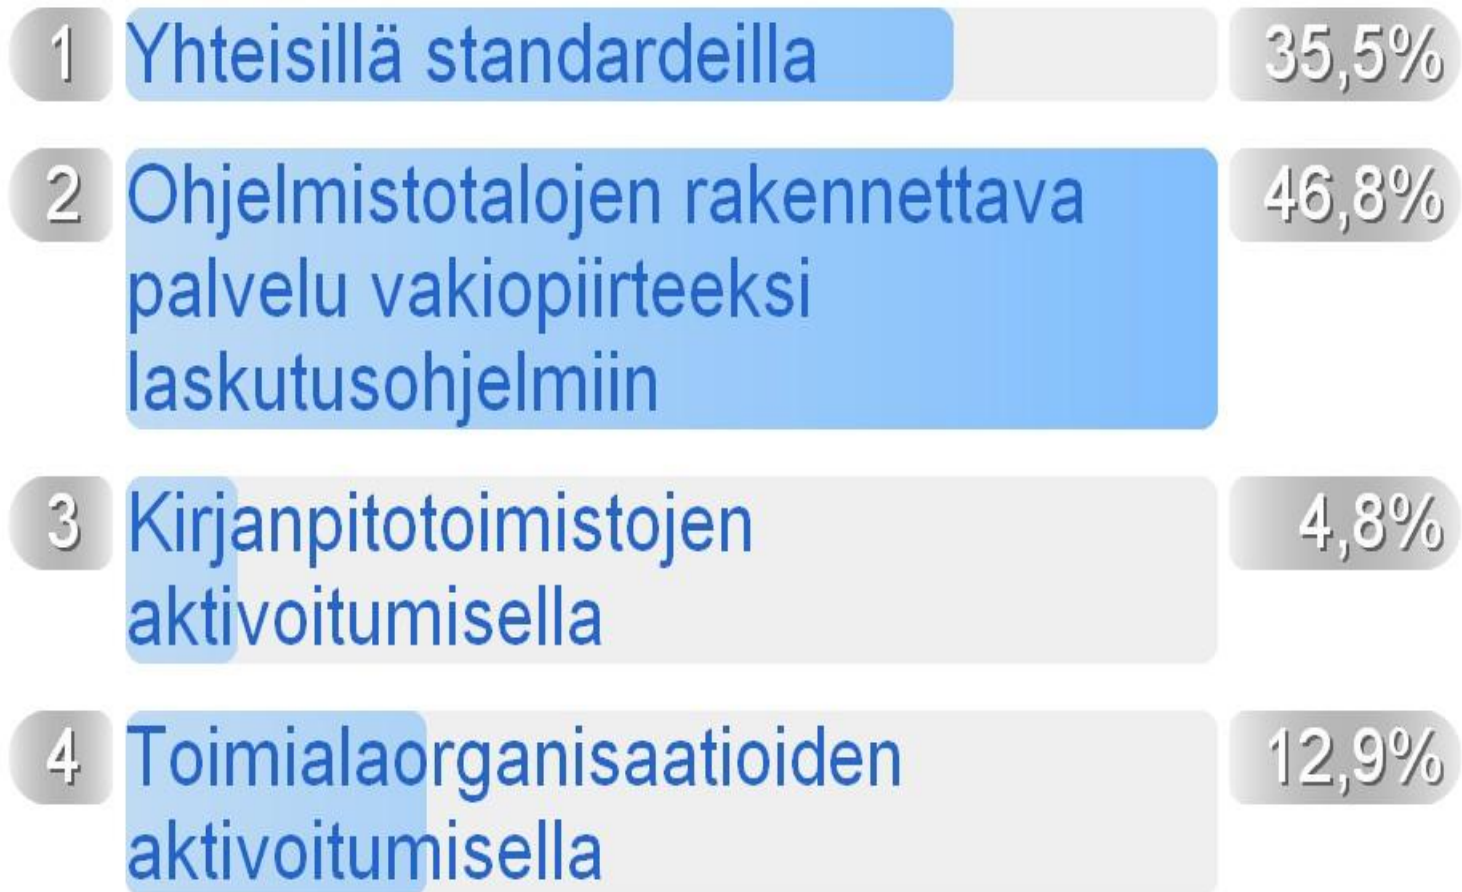 1 Yhteisillä standardeilla 35,5%
2 Ohjelmistotalojen rakennettava 46,8%
palvelu vakiopiirteeksi
laskutusohjelmiin
3 Kirjanpitotoimistojen 4,8%
aktivoitumisella
4 Toimialaorganisaatioiden 12,9%
aktivoitumisella